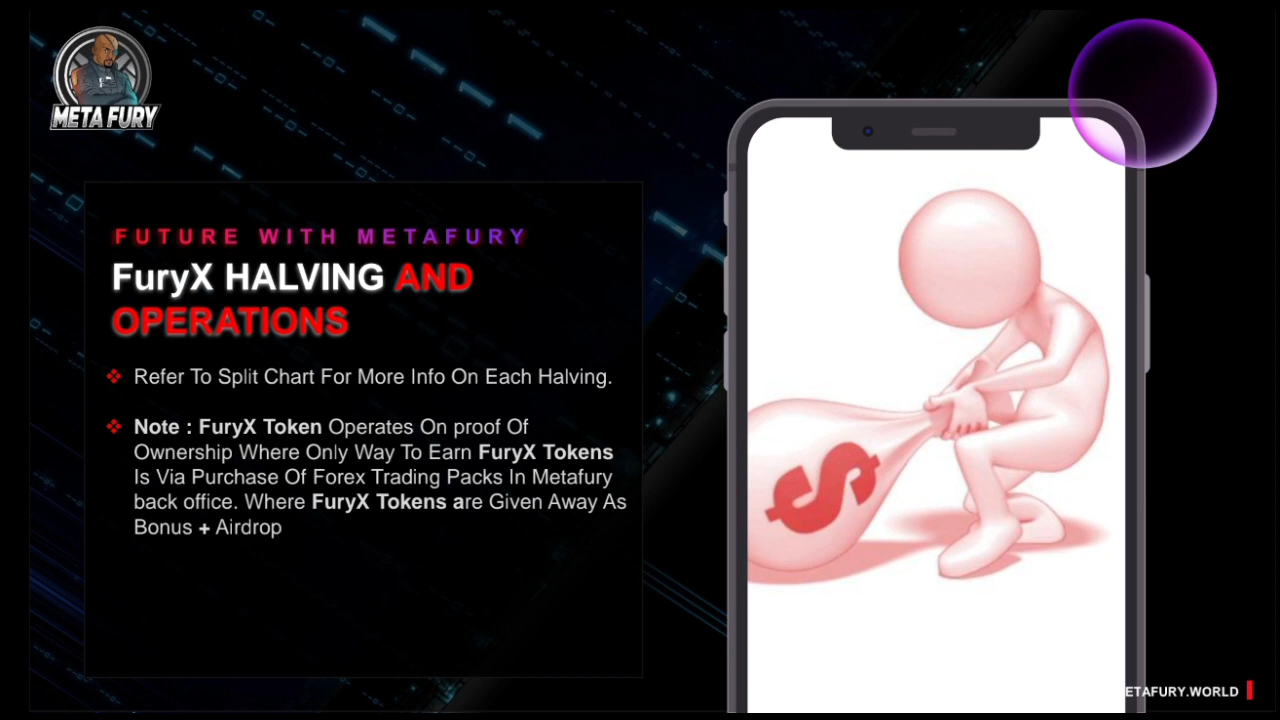 META FURY
FUTURE WITH METAFURY
FuryX HALVING AND
OPERATIONS
Refer To Split Chart For More Info On Each Halving.
Note : FuryX Token Operates On proof Of
Ownership Where Only Way To Earn FuryX Tokens
Is Via Purchase Of Forex Trading Packs In Metafury
back office. Where FuryX Tokens are Given Away As
Bonus + Airdrop
$
ETAFURY.WORLD